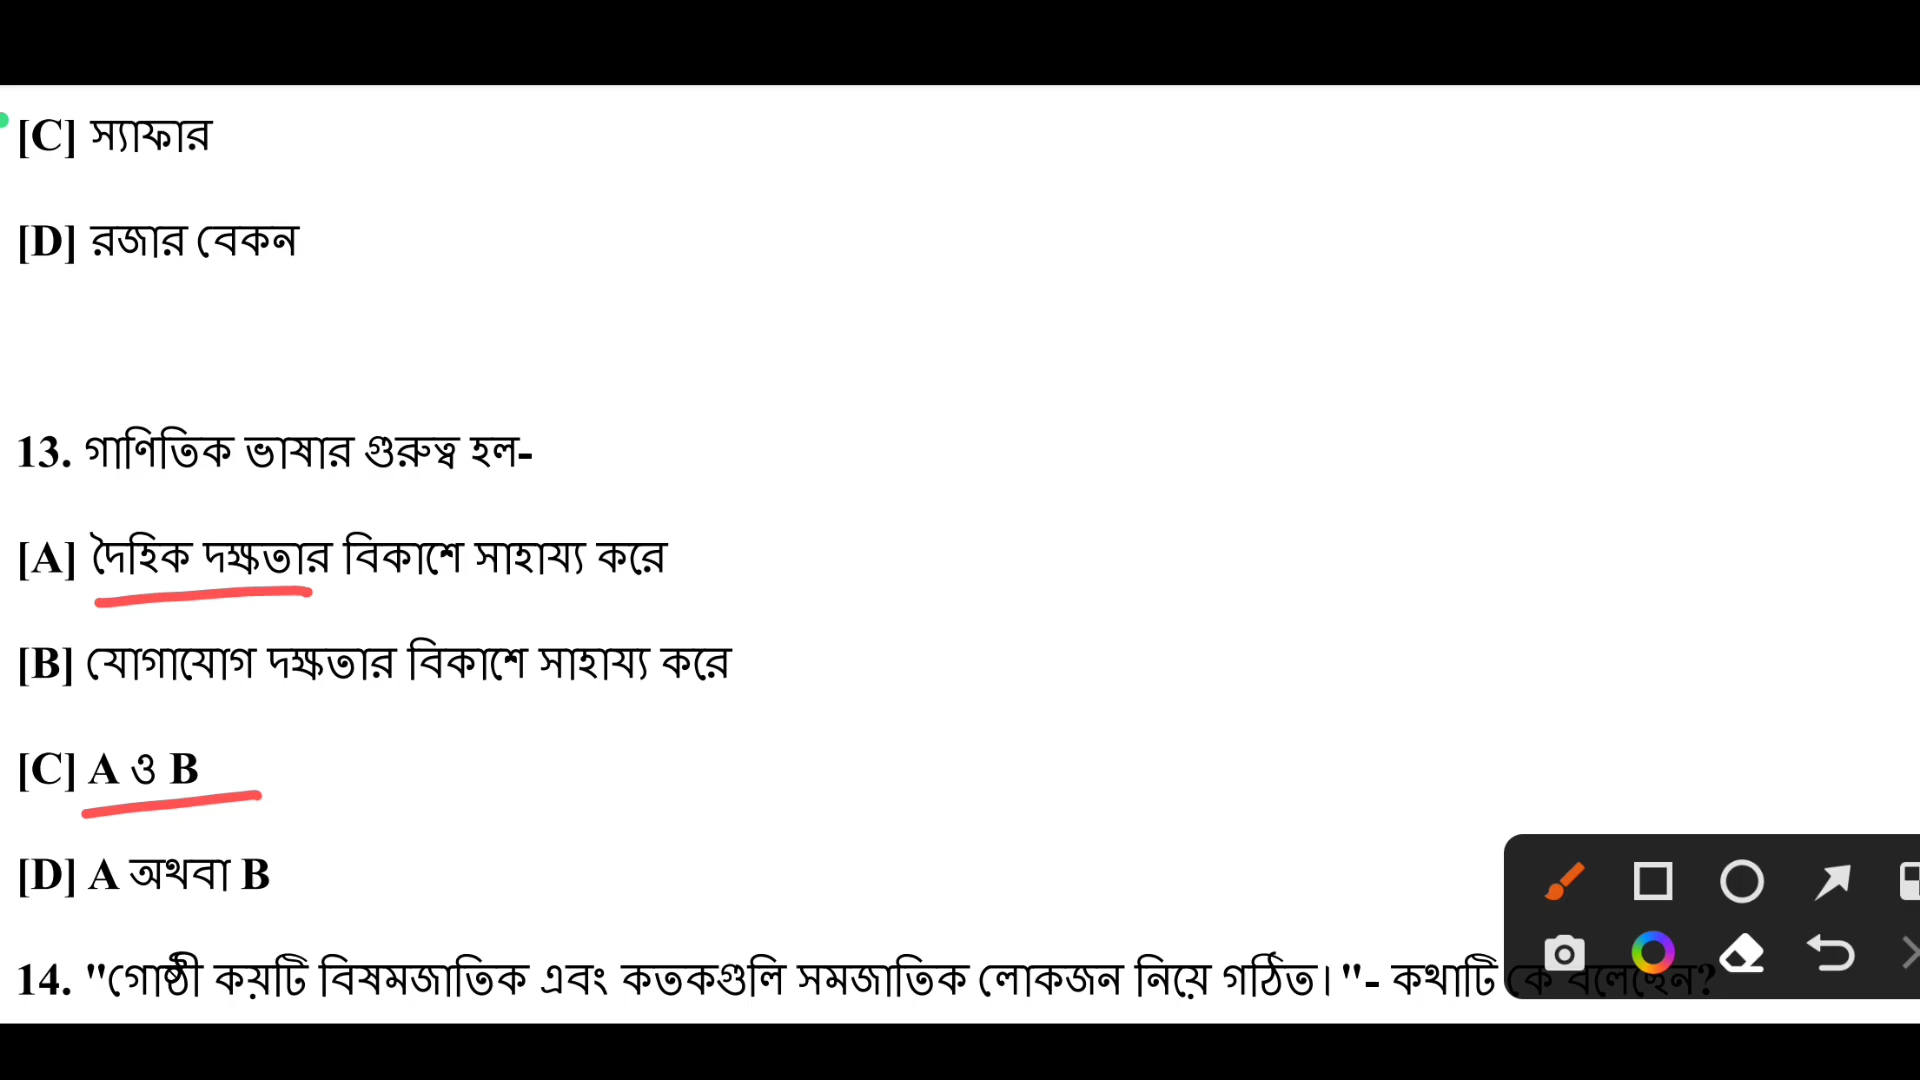 [C] স্যাফার
[D] রজার বেকন
13. গাণিতিক ভাষার গুরুত্ব হল-
[A] দৈহিক দক্ষতার বিকাশে সাহায্য করে
[B] যোগাযোগ দক্ষতার বিকাশে সাহায্য করে
[C] A ও B
[D] A অথবা B
14. "গোষ্ঠী কয়টি বিষমজাতিক এবং কতকগুলি সমজাতিক লোকজন নিয়ে গঠিত। "- কথাটি কে বলেছেন?